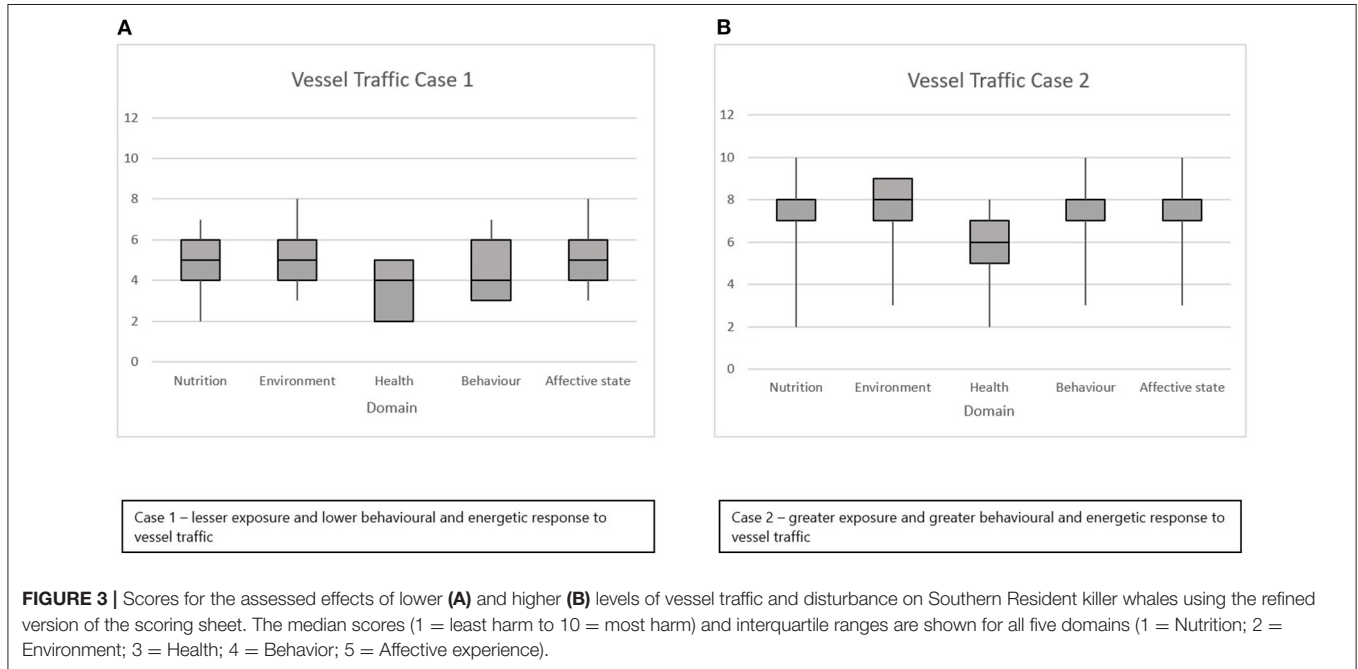 A
Vessel Traffic Case 1
12
10
8
6
4
2
0
Nutrition Environment Health Behaviour Affective state
Domain
Case 1 – lesser exposure and lower behavioural and energetic response to
vessel traffic
B
Vessel Traffic Case 2
12
10
8
6
4
2
0
Nutrition Environment Health Behaviour Affective state
Domain
Case 2 – greater exposure and greater behavioural and energetic response to
vessel traffic
FIGURE 3 | Scores for the assessed effects of lower (A) and higher (B) levels of vessel traffic and disturbance on Southern Resident killer whales using the refined
version of the scoring sheet. The median scores (1 = least harm to 10 = most harm) and interquartile ranges are shown for all five domains (1 = Nutrition; 2 =
Environment; 3 = Health; 4 = Behavior; 5 = Affective experience).